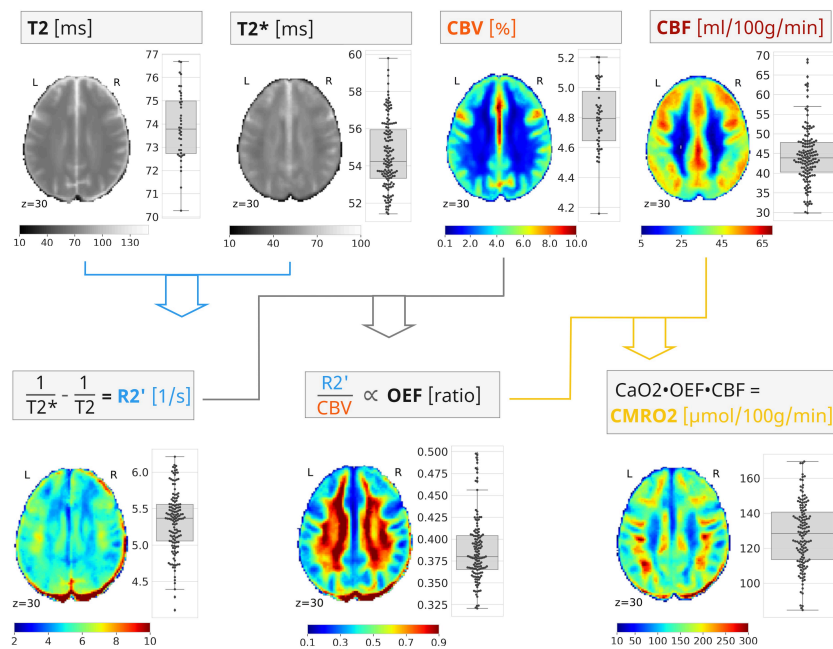 T2 [ms]
T2* [ms]
CBV [%]
CBF [ml/100g/min]
L R
77
76
75
74
73
72
71
70
z=30
10 40 70 100 140
L R
60
58
56
54
52
z=30
10 40 70 100
L R
5.2
5.0
4.8
4.6
4.4
4.2
z=30
0.1 2.0 4.0 6.0 8.0 10.0
L R
70
65
60
55
50
45
40
35
30
z=30
5 25 45 65
1/T2* - 1/T2 = R2' [1/s]
R2'/CBV ∝ OEF [ratio]
CaO2•OEF•CBF =
CMRO2 [μmol/100g/min]
L R
6.0
5.5
5.0
4.5
z=30
2 4 6 8 10
L R
0.500
0.475
0.450
0.425
0.400
0.375
0.350
0.325
z=30
0.1 0.3 0.5 0.7 0.9
L R
160
140
120
100
z=30
10 50 100 150 200 250 300